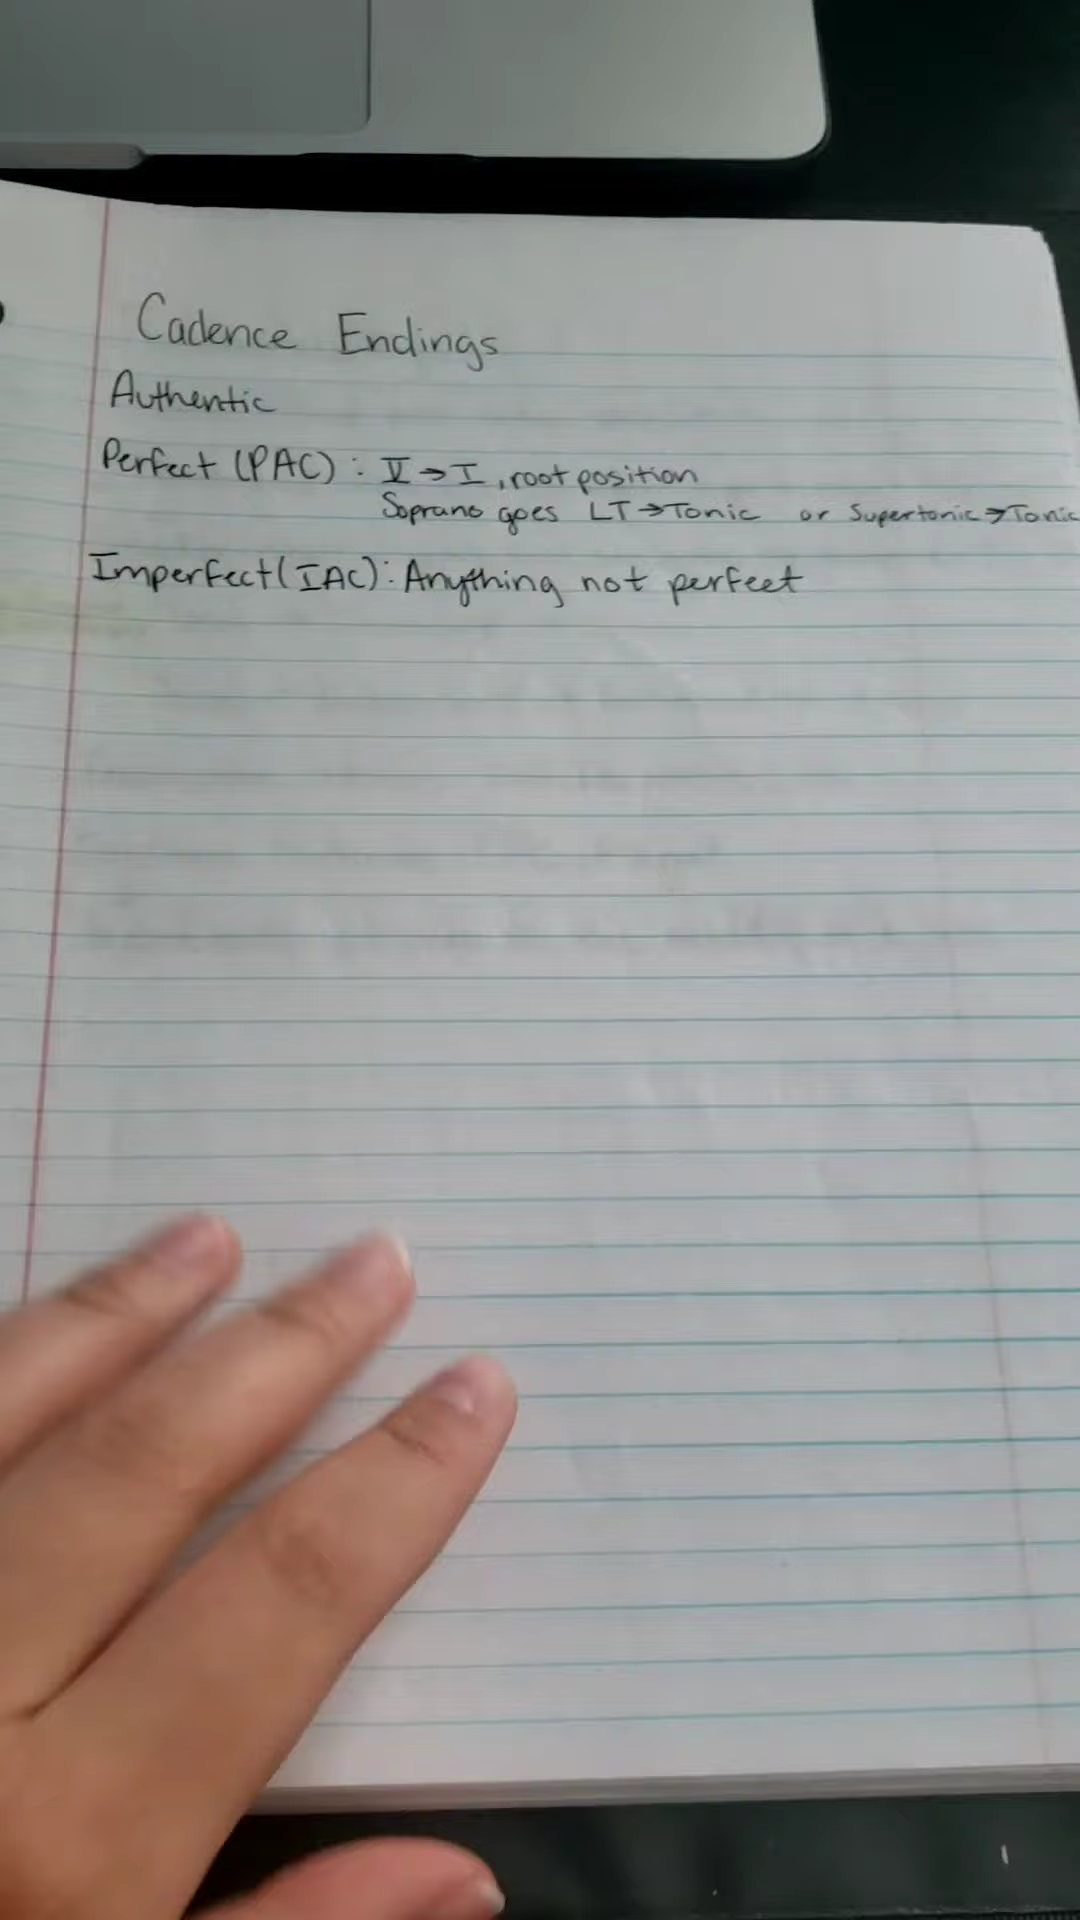 Cadence Endings
Authentic
Perfect (PAC): V→I, root position
Soprano goes LT→Tonic or Supertonic→Tonic
Imperfect (IAC): Anything not perfect